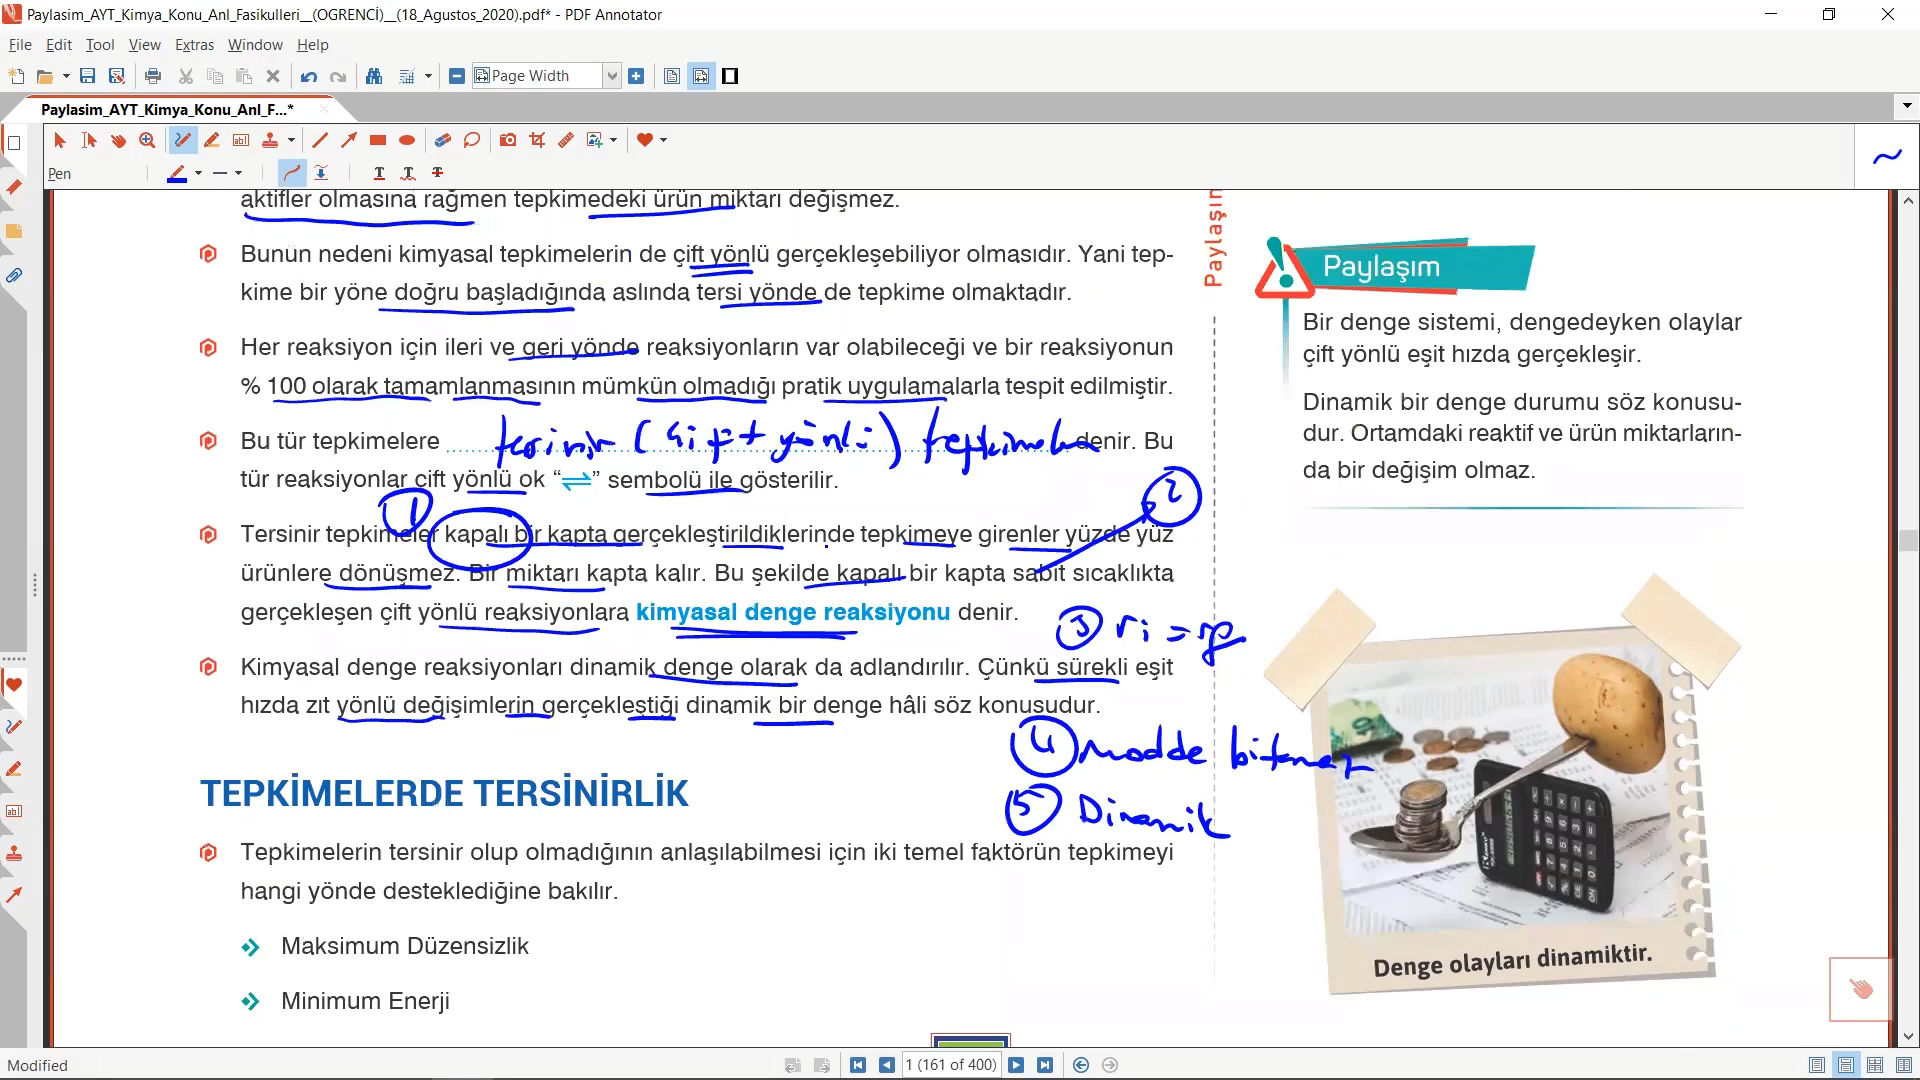 Paylasim_AYT_Kimya_Konu_Anl_Fasikulleri__(OGRENCİ)__(18_Agustos_2020).pdf* - PDF Annotator
File Edit Tool View Extras Window Help
Page Width
Paylasim_AYT_Kimya_Konu_Anl_F...*
Pen
aktifler olmasına rağmen tepkimedeki ürün miktarı değişmez.
Bunun nedeni kimyasal tepkimelerin de çift yönlü gerçekleşebiliyor olmasıdır. Yani tep-
kime bir yöne doğru başladığında aslında tersi yönde de tepkime olmaktadır.
Her reaksiyon için ileri ve geri yönde reaksiyonların var olabileceği ve bir reaksiyonun
% 100 olarak tamamlanmasının mümkün olmadığı pratik uygulamalarla tespit edilmiştir.
Bu tür tepkimelere tersinir (çift yönlü) denir. Bu
tür reaksiyonlar çift yönlü ok “⇌” sembolü ile gösterilir.
1
2
Tersinir tepkimeler kapalı bir kapta gerçekleştirildiklerinde tepkimeye girenler yüzde yüz
ürünlere dönüşmez. Bir miktarı kapta kalır. Bu şekilde kapalı bir kapta sabit sıcaklıkta
gerçekleşen çift yönlü reaksiyonlara kimyasal denge reaksiyonu denir.
3 ri = rg
Kimyasal denge reaksiyonları dinamik denge olarak da adlandırılır. Çünkü sürekli eşit
hızda zıt yönlü değişimlerin gerçekleştiği dinamik bir denge hâli söz konusudur.
4 madde bitmez
5 Dinamik
TEPKİMELERDE TERSİNİRLİK
Tepkimelerin tersinir olup olmadığının anlaşılabilmesi için iki temel faktörün tepkimeyi
hangi yönde desteklediğine bakılır.
Maksimum Düzensizlik
Minimum Enerji
Paylaşım
Paylaşım
Bir denge sistemi, dengedeyken olaylar
çift yönlü eşit hızda gerçekleşir.
Dinamik bir denge durumu söz konusu-
dur. Ortamdaki reaktif ve ürün miktarların-
da bir değişim olmaz.
Denge olayları dinamiktir.
Modified
1 (161 of 400)